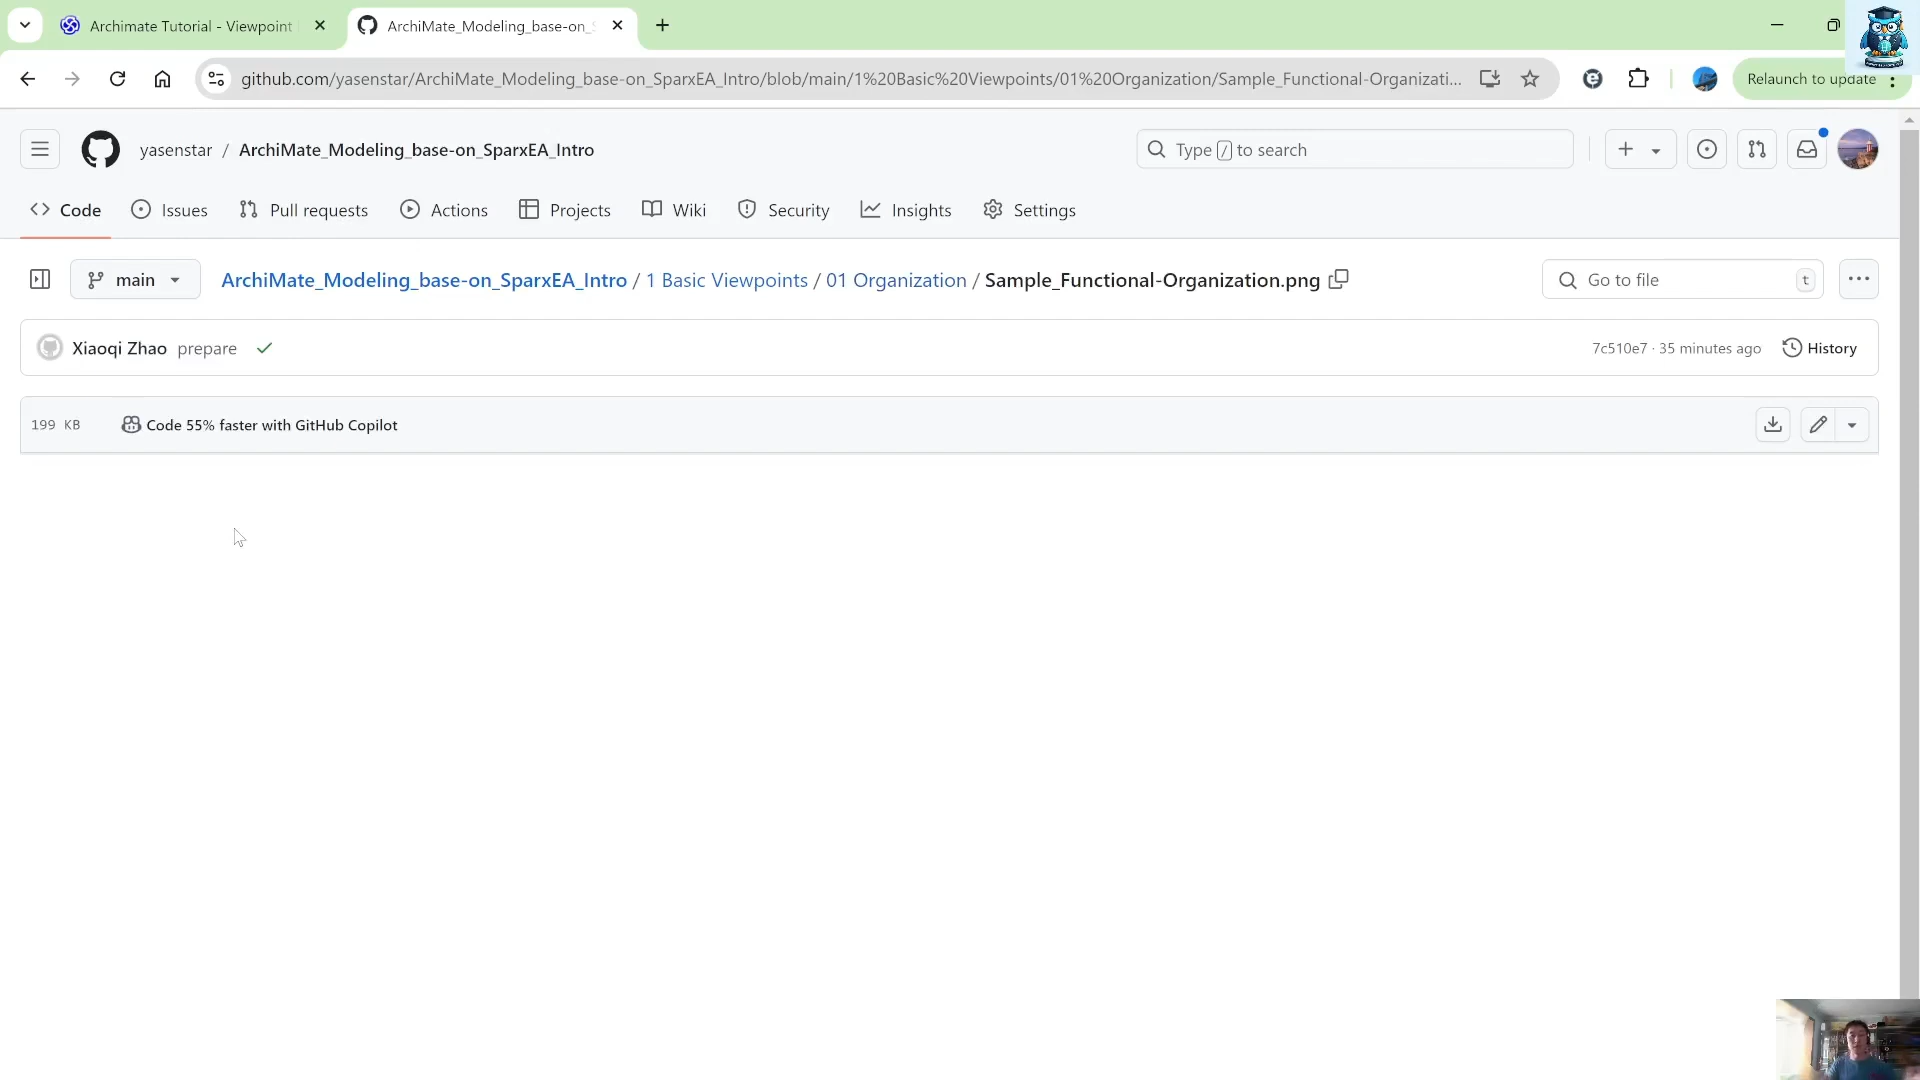 Archimate Tutorial - Viewpoint
ArchiMate_Modeling_base-on_S
github.com/yasenstar/ArchiMate_Modeling_base-on_SparxEA_Intro/blob/main/1%20Basic%20Viewpoints/01%20Organization/Sample_Functional-Organizati...
Relaunch to update
yasenstar / ArchiMate_Modeling_base-on_SparxEA_Intro
Type / to search
Code
Issues
Pull requests
Actions
Projects
Wiki
Security
Insights
Settings
main
ArchiMate_Modeling_base-on_SparxEA_Intro / 1 Basic Viewpoints / 01 Organization / Sample_Functional-Organization.png
Go to file
t
Xiaoqi Zhao prepare
7c510e7 · 35 minutes ago
History
199 KB
Code 55% faster with GitHub Copilot